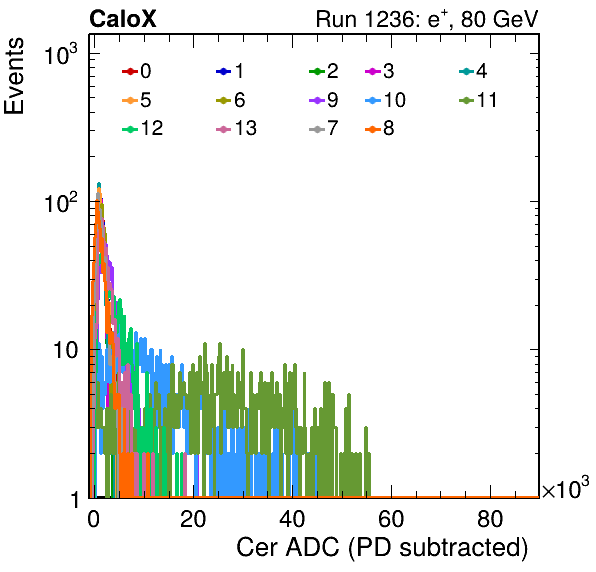 CaloX Run 1236: e⁺, 80 GeV
Events
10³
0 1 2 3 4
5 6 9 10 11
12 13 7 8
10²
10
1
0 20 40 60 80 ×10³
Cer ADC (PD subtracted)